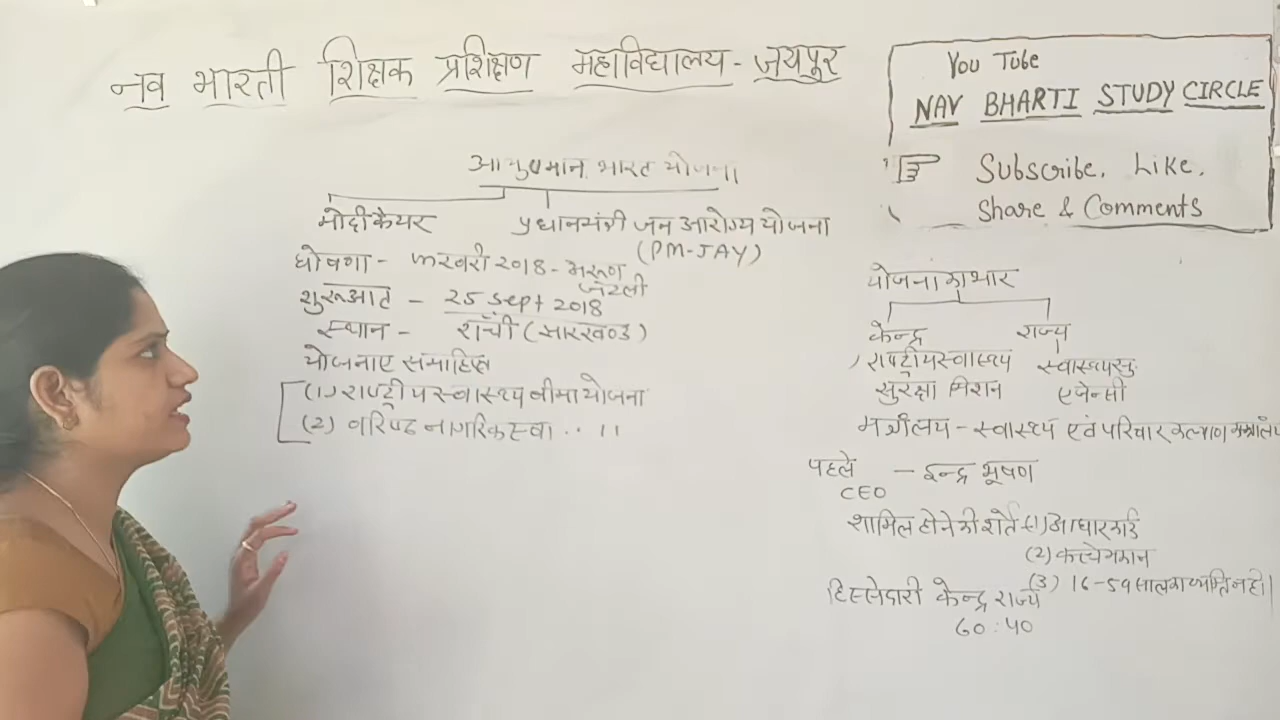 नव भारती शिक्षक प्रशिक्षण महाविद्यालय - जयपुर
You Tube
NAV BHARTI STUDY CIRCLE
Subscribe, Like,
Share & Comments
आयुष्मान भारत योजना
मोदी कैयर
प्रधानमंत्री जन आरोग्य योजना
(PM-JAY)
घोषणा - फरवरी 2018 - अरूण
जेटली
शुरूआत - 25 Sept 2018
स्थान - राँची (झारखण्ड)
योजनाए समाहित
(1) राष्ट्रीय स्वास्थ्य बीमा योजना
(2) वरिष्ठ नागरिक स्वा .. 11
योजना का भार
केन्द्र राज्य
राष्ट्रीय स्वास्थ्य
सुरक्षा मिशन
स्वास्थ्य सु
एजेन्सी
मंत्रालय - स्वास्थ्य एवं परिवार कल्याण मंत्रालय
पहले - इन्द्र भूषण
CEO
शामिल होने की शर्ते (1) आधार कार्ड
(2) कच्चे मकान
(3) 16-59 साल का व्यक्ति नही।
हिस्सेदारी केन्द्र राज्य
60:40